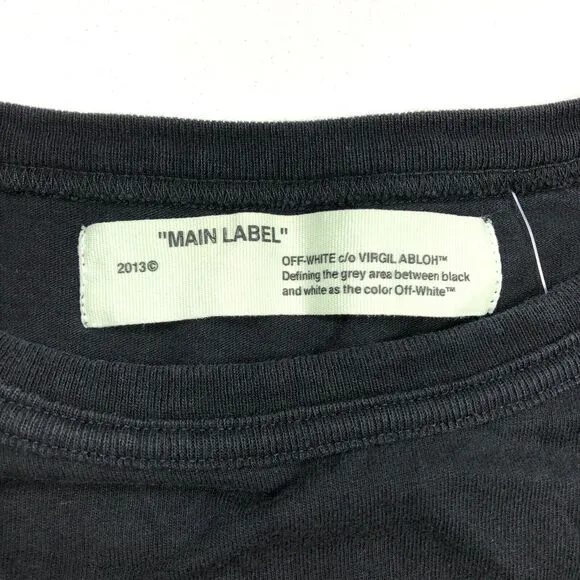 "MAIN LABEL"
2013©
OFF-WHITE c/o VIRGIL ABLOH™
Defining the grey area between black
and white as the color Off-White™